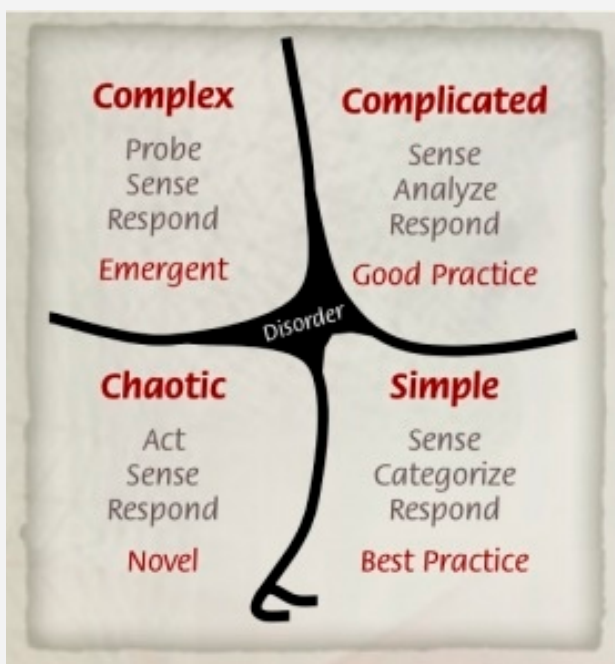 Complex
Probe
Sense
Respond
Emergent
Complicated
Sense
Analyze
Respond
Good Practice
Disorder
Chaotic
Act
Sense
Respond
Novel
Simple
Sense
Categorize
Respond
Best Practice